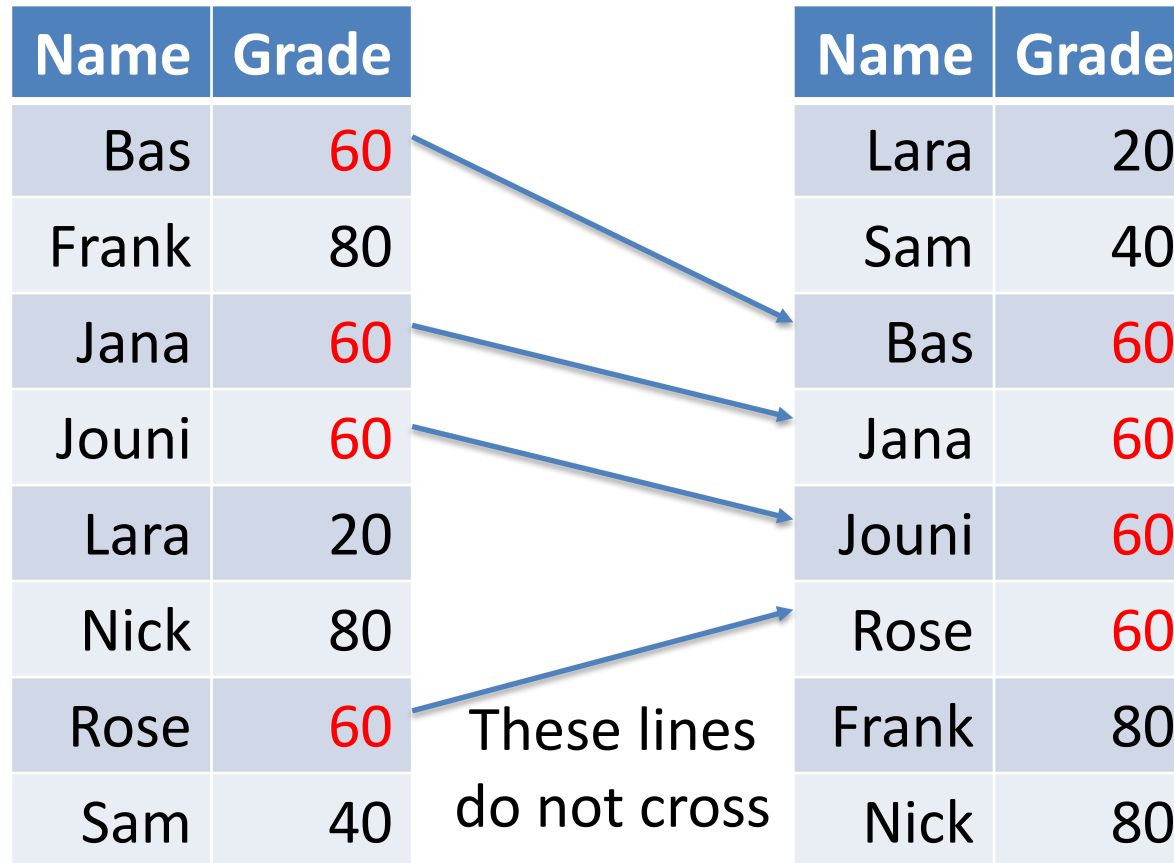 Name Grade
Bas 60
Frank 80
Jana 60
Jouni 60
Lara 20
Nick 80
Rose 60
Sam 40
These lines
do not cross
Name Grade
Lara 20
Sam 40
Bas 60
Jana 60
Jouni 60
Rose 60
Frank 80
Nick 80